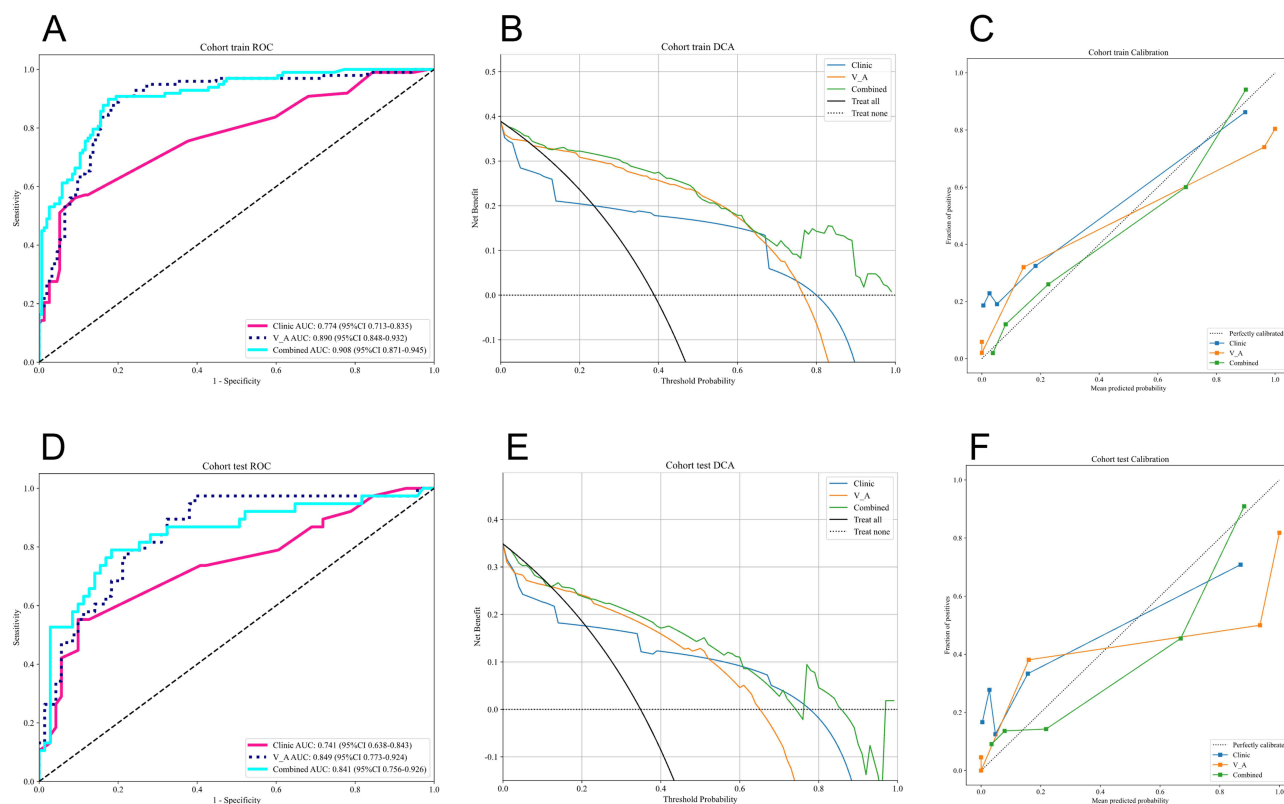 A
Cohort train ROC
1.0
0.8
0.6
0.4
0.2
0.0
Sensitivity
0.0 0.2 0.4 0.6 0.8 1.0
1 - Specificity
Clinic AUC: 0.774 (95%CI 0.713-0.835)
V_A AUC: 0.890 (95%CI 0.848-0.932)
Combined AUC: 0.908 (95%CI 0.871-0.945)
B
Cohort train DCA
0.5
0.4
0.3
0.2
0.1
0.0
-0.1
Net Benefit
0.0 0.2 0.4 0.6 0.8 1.0
Threshold Probability
Clinic
V_A
Combined
Treat all
Treat none
C
Cohort train Calibration
1.0
0.8
0.6
0.4
0.2
0.0
Fraction of positives
0.0 0.2 0.4 0.6 0.8 1.0
Mean predicted probability
Perfectly calibrated
Clinic
V_A
Combined
D
Cohort test ROC
1.0
0.8
0.6
0.4
0.2
0.0
Sensitivity
0.0 0.2 0.4 0.6 0.8 1.0
1 - Specificity
Clinic AUC: 0.741 (95%CI 0.638-0.843)
V_A AUC: 0.849 (95%CI 0.773-0.924)
Combined AUC: 0.841 (95%CI 0.756-0.926)
E
Cohort test DCA
0.4
0.3
0.2
0.1
0.0
-0.1
Net Benefit
0.0 0.2 0.4 0.6 0.8 1.0
Threshold Probability
Clinic
V_A
Combined
Treat all
Treat none
F
Cohort test Calibration
1.0
0.8
0.6
0.4
0.2
0.0
Fraction of positives
0.0 0.2 0.4 0.6 0.8 1.0
Mean predicted probability
Perfectly calibrated
Clinic
V_A
Combined